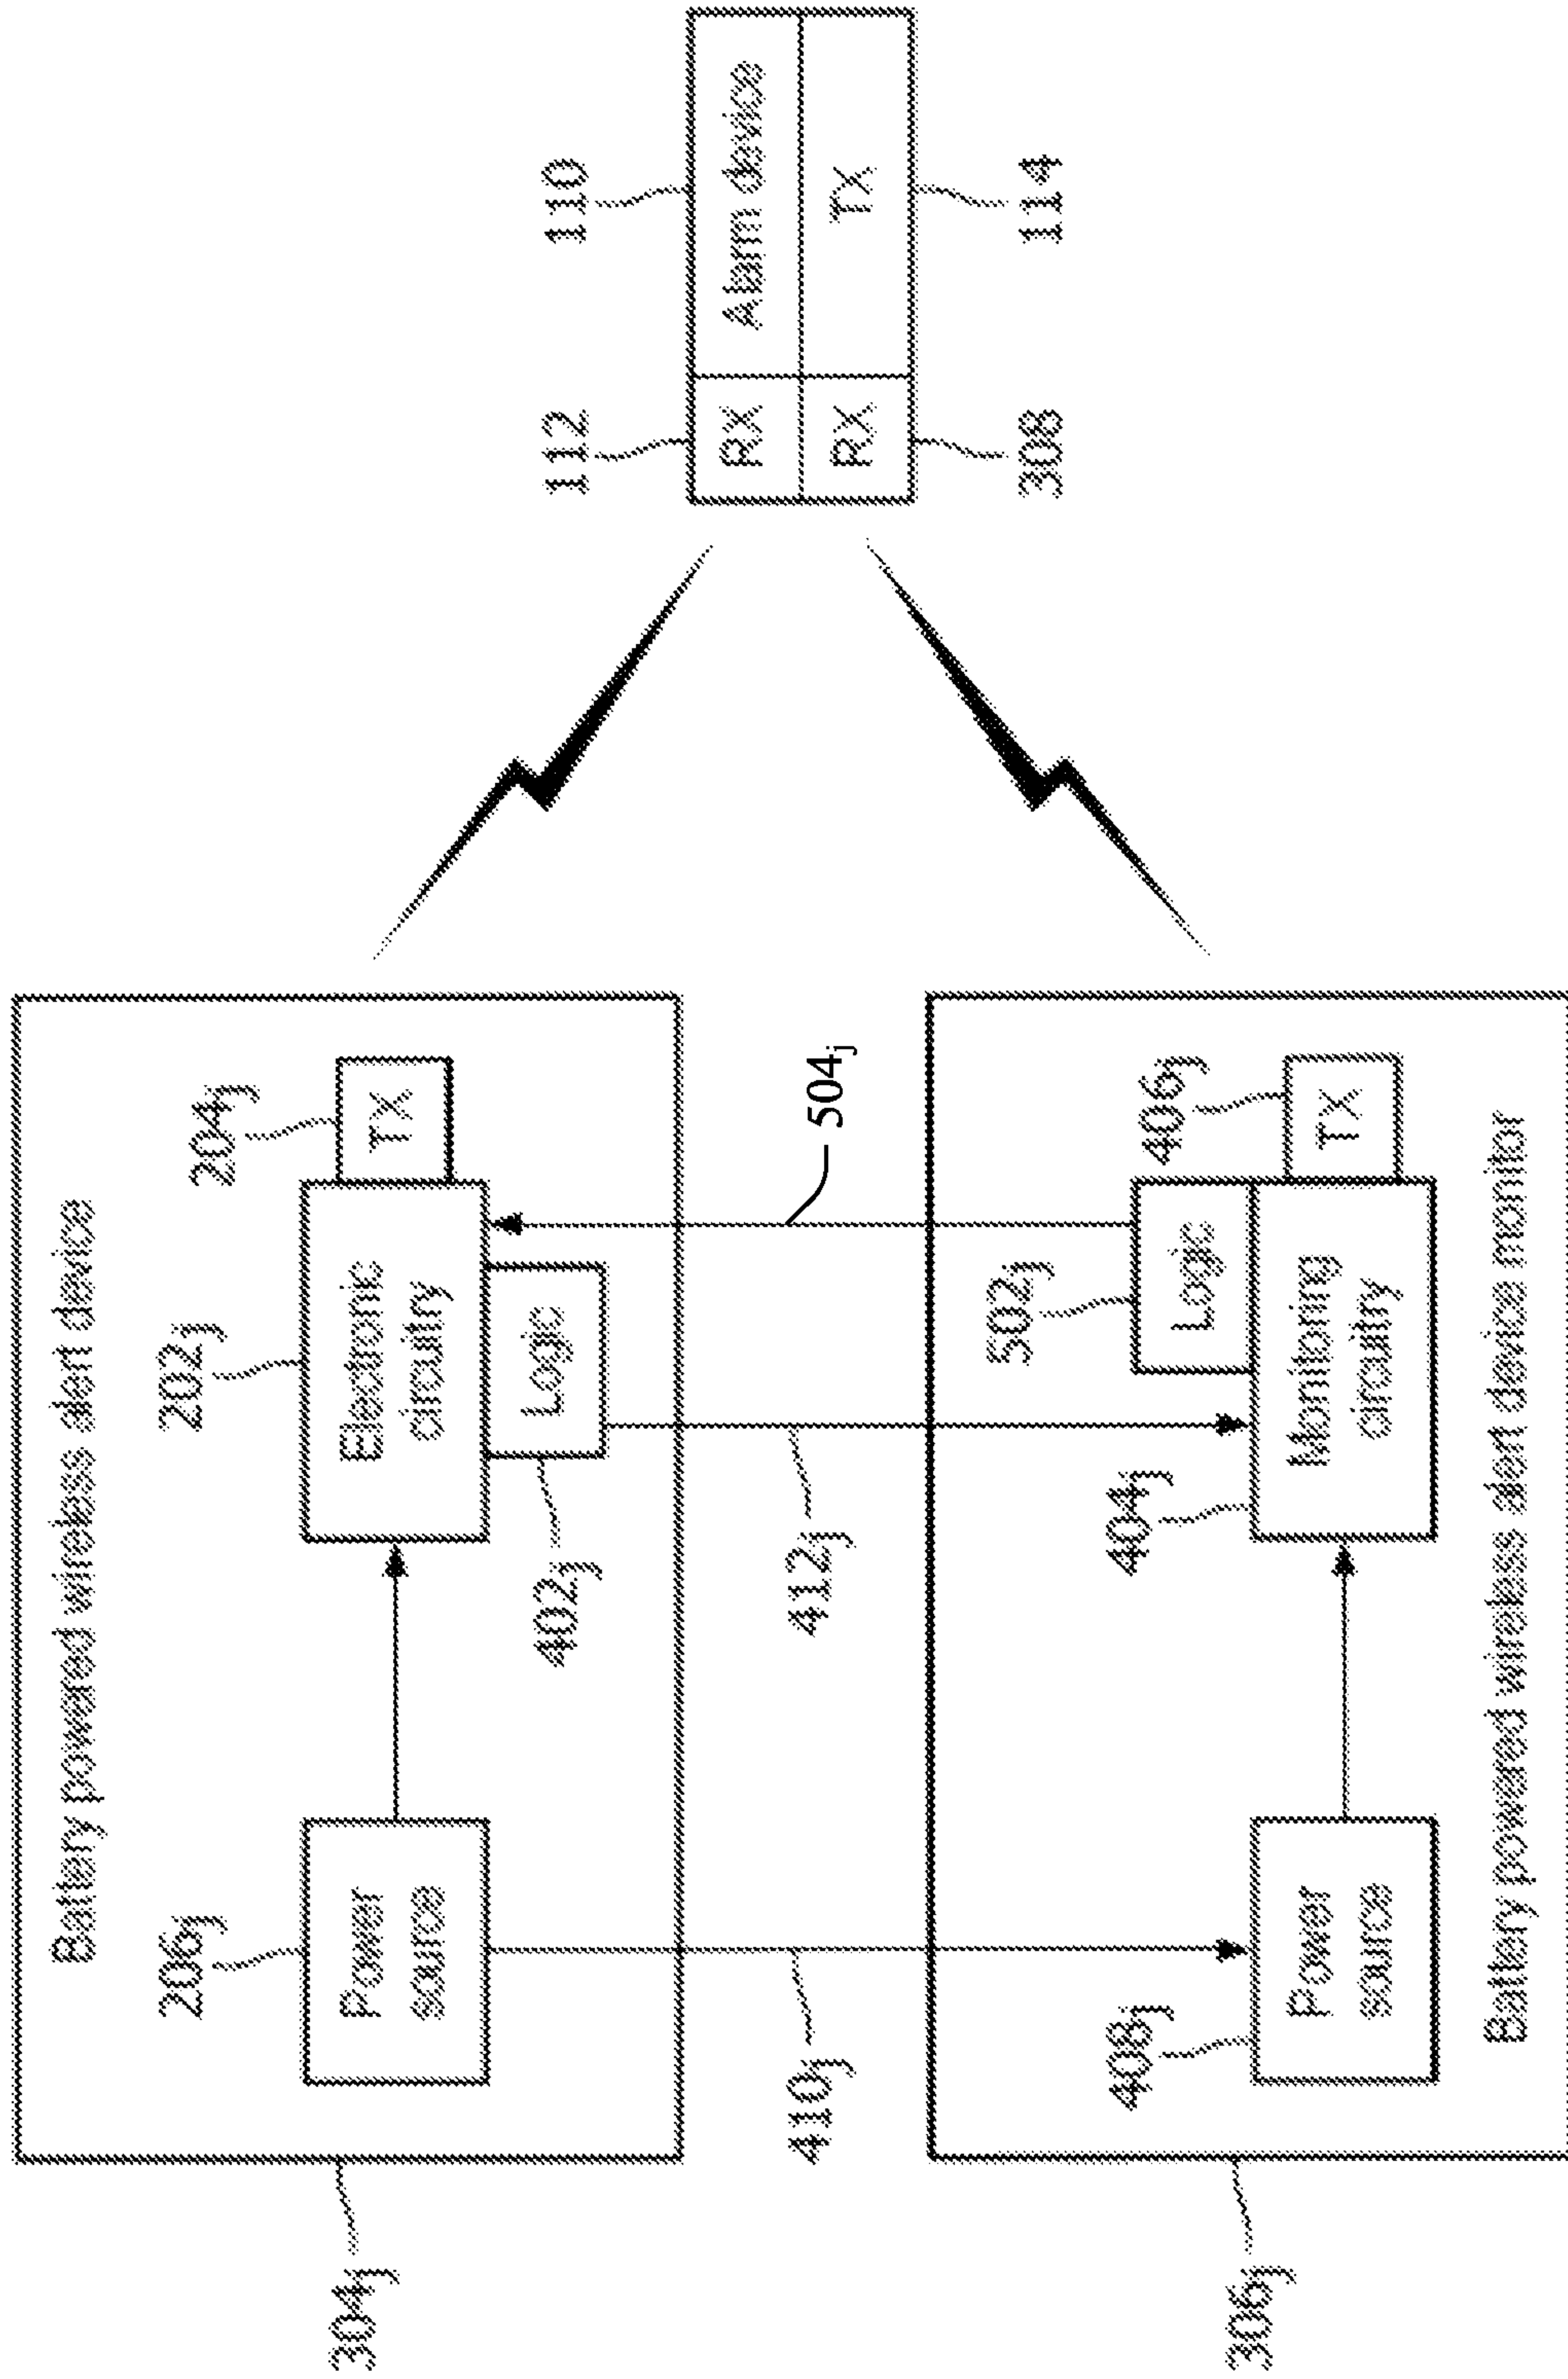 Battery powered wireless alert device
304j
206j
202j
204j
Power
source
Electronic
circuitry
TX
Logic
402j
410j
412j
504j
502j
Logic
408j
404j
406j
Power
source
Monitoring
circuitry
TX
Battery powered wireless alert device monitor
306j
112
110
RX
Alarm device
RX
TX
308
114